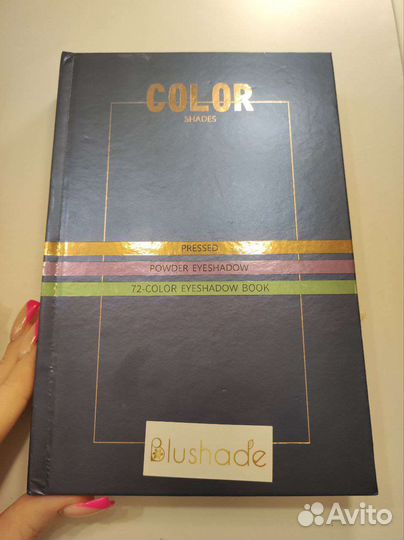 COLOR
SHADES
PRESSED
POWDER EYESHADOW
72-COLOR EYESHADOW BOOK
Blushade
Avito